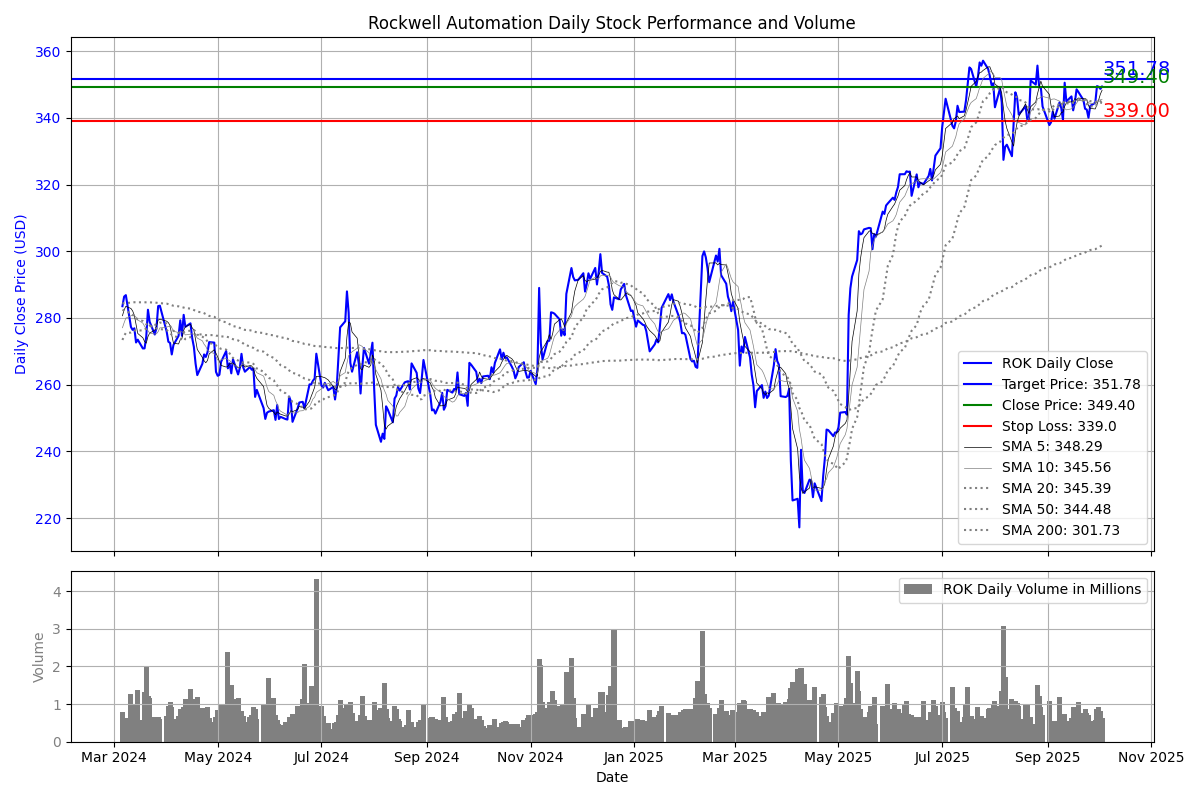 Rockwell Automation Daily Stock Performance and Volume
360
340
320
300
280
260
240
220
Daily Close Price (USD)
351.78
349.40
339.00
ROK Daily Close
Target Price: 351.78
Close Price: 349.40
Stop Loss: 339.0
SMA 5: 348.29
SMA 10: 345.56
SMA 20: 345.39
SMA 50: 344.48
SMA 200: 301.73
4
3
2
1
0
Volume
ROK Daily Volume in Millions
Mar 2024 May 2024 Jul 2024 Sep 2024 Nov 2024 Jan 2025 Mar 2025 May 2025 Jul 2025 Sep 2025 Nov 2025
Date